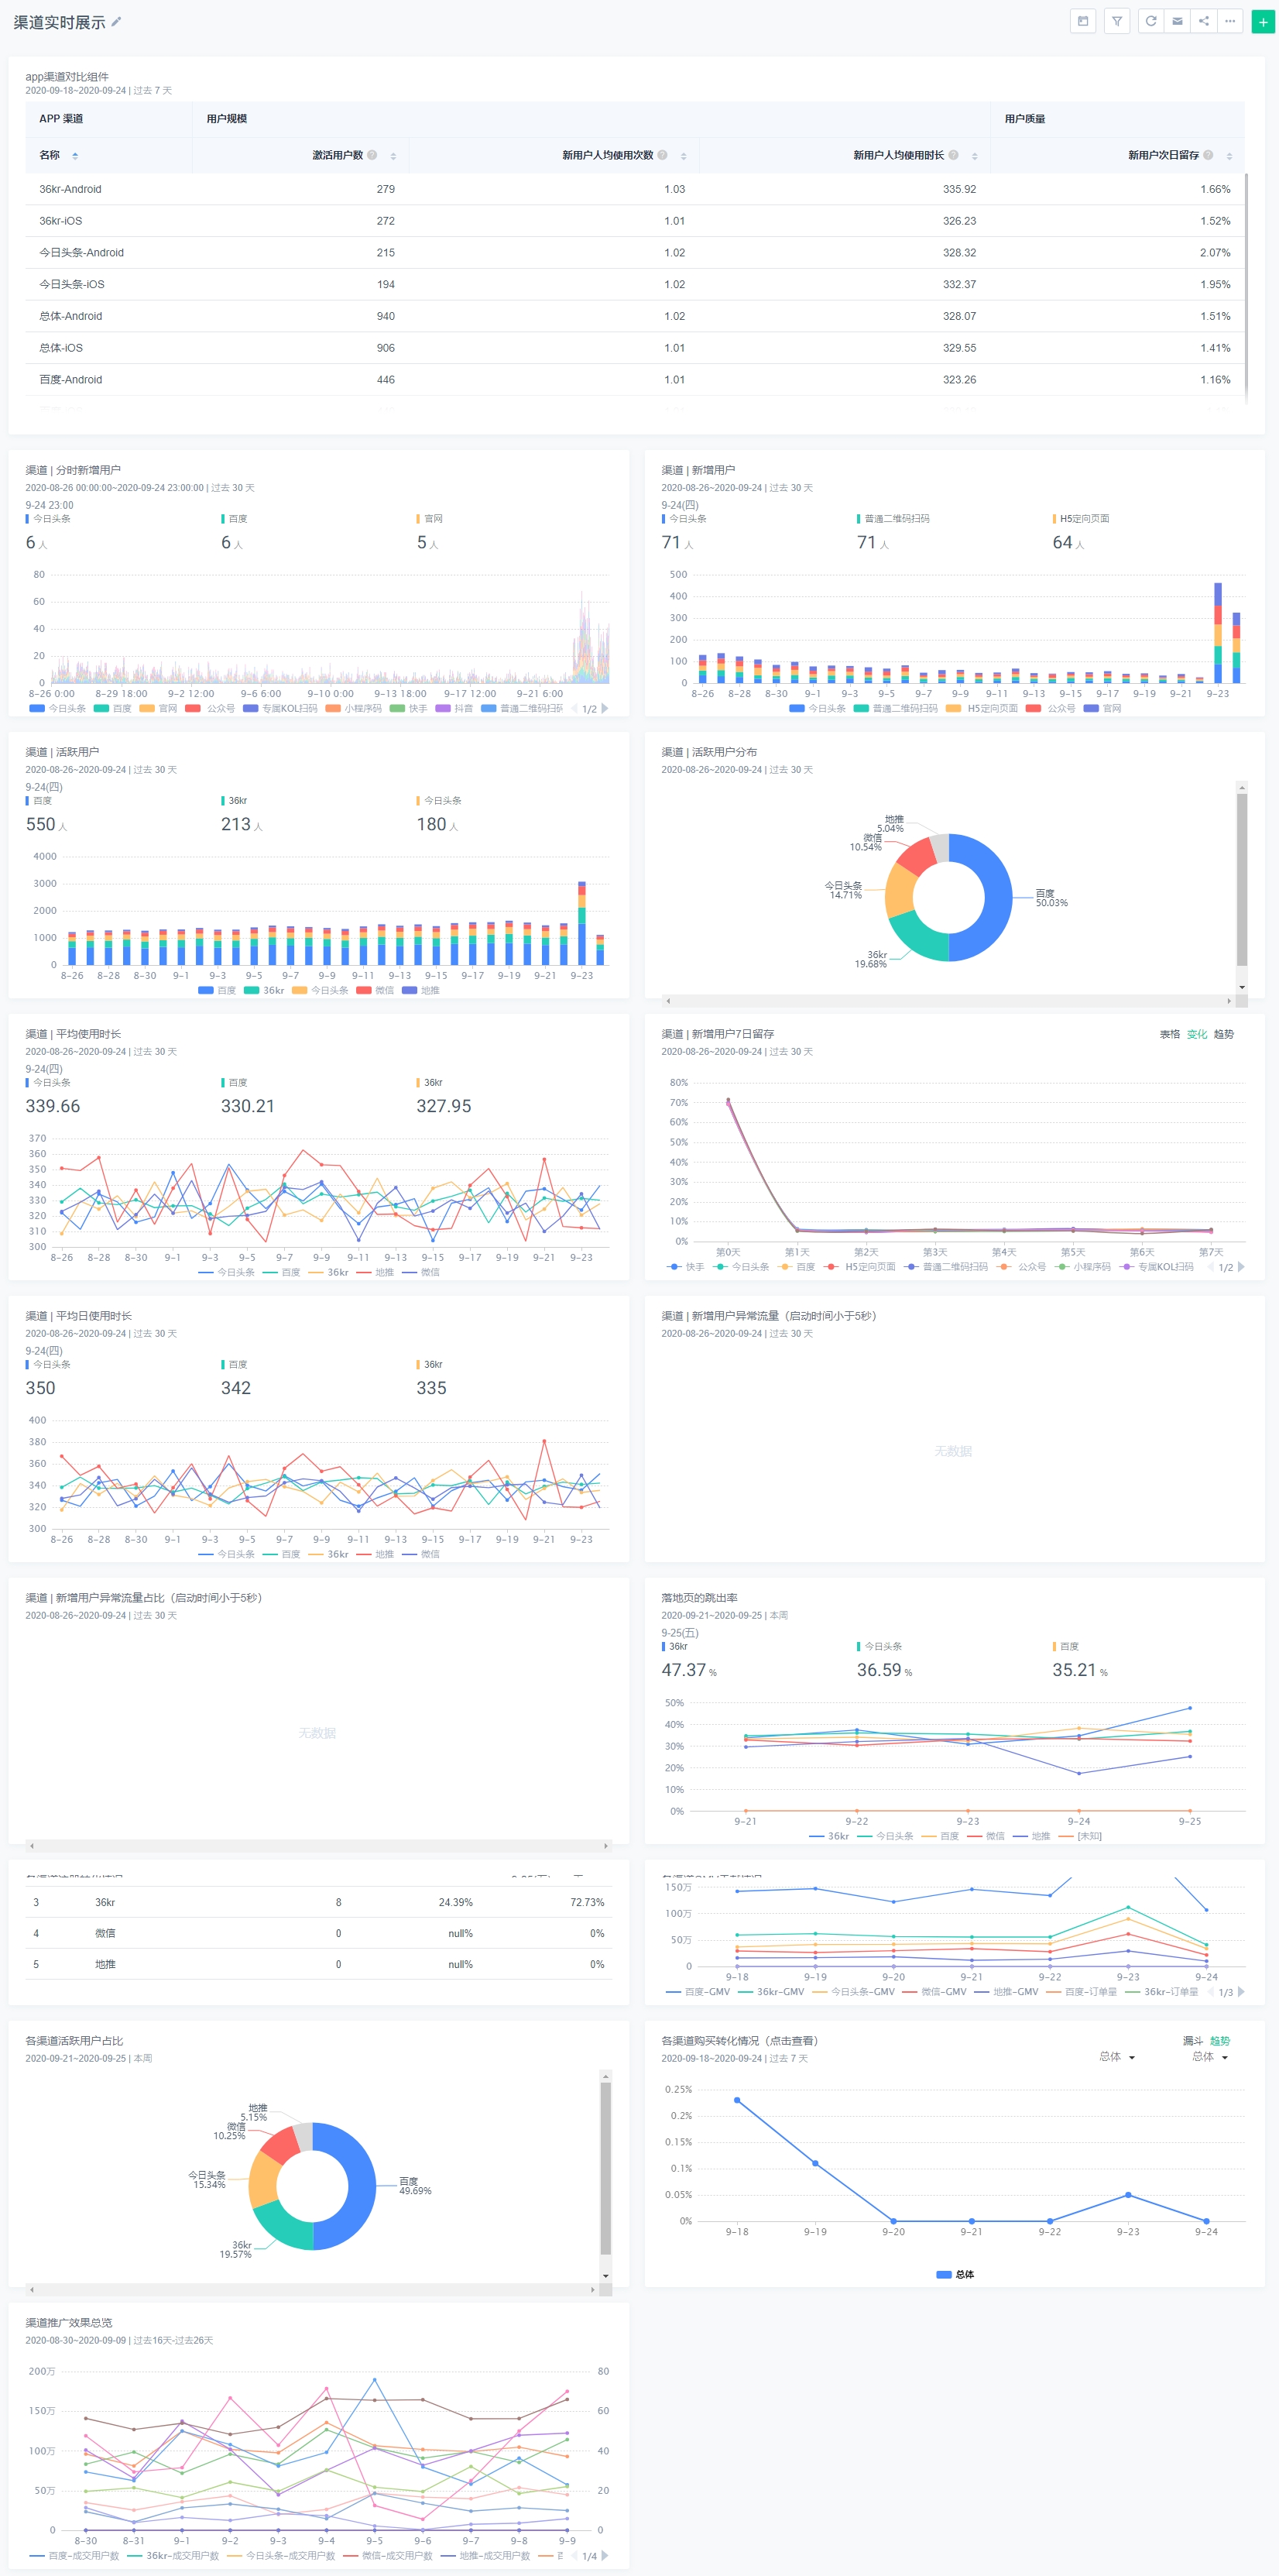 渠道实时展示
app渠道对比组件
2020-09-18~2020-09-24 | 过去 7 天
APP 渠道 用户规模 用户质量
名称 激活用户数 新用户人均使用次数 新用户人均使用时长 新用户次日留存
36kr-Android 279 1.03 335.92 1.66%
36kr-iOS 272 1.01 326.23 1.52%
今日头条-Android 215 1.02 328.32 2.07%
今日头条-iOS 194 1.02 332.37 1.95%
总体-Android 940 1.02 328.07 1.51%
总体-iOS 906 1.01 329.55 1.41%
百度-Android 446 1.01 323.26 1.16%
渠道 | 分时新增用户
2020-08-26 00:00:00~2020-09-24 23:00:00 | 过去 30 天
9-24 23:00
今日头条 百度 官网
6 人 6 人 5 人
80
60
40
20
0
8-26 0:00 8-29 18:00 9-2 12:00 9-6 6:00 9-10 0:00 9-13 18:00 9-17 12:00 9-21 6:00
今日头条 百度 官网 公众号 专属KOL扫码 小程序码 快手 抖音 普通二维码扫码 1/2
渠道 | 新增用户
2020-08-26~2020-09-24 | 过去 30 天
9-24(四)
今日头条 普通二维码扫码 H5定向页面
71 人 71 人 64 人
500
400
300
200
100
0
8-26 8-28 8-30 9-1 9-3 9-5 9-7 9-9 9-11 9-13 9-15 9-17 9-19 9-21 9-23
今日头条 普通二维码扫码 H5定向页面 公众号 官网
渠道 | 活跃用户
2020-08-26~2020-09-24 | 过去 30 天
9-24(四)
百度 36kr 今日头条
550 人 213 人 180 人
4000
3000
2000
1000
0
8-26 8-28 8-30 9-1 9-3 9-5 9-7 9-9 9-11 9-13 9-15 9-17 9-19 9-21 9-23
百度 36kr 今日头条 微信 地推
渠道 | 活跃用户分布
2020-08-26~2020-09-24 | 过去 30 天
地推
5.04%
微信
10.54%
今日头条
14.71%
百度
50.03%
36kr
19.68%
渠道 | 平均使用时长
2020-08-26~2020-09-24 | 过去 30 天
9-24(四)
今日头条 百度 36kr
339.66 330.21 327.95
370
360
350
340
330
320
310
300
8-26 8-28 8-30 9-1 9-3 9-5 9-7 9-9 9-11 9-13 9-15 9-17 9-19 9-21 9-23
今日头条 百度 36kr 地推 微信
渠道 | 新增用户7日留存 表格 变化 趋势
2020-08-26~2020-09-24 | 过去 30 天
80%
70%
60%
50%
40%
30%
20%
10%
0%
第0天 第1天 第2天 第3天 第4天 第5天 第6天 第7天
快手 今日头条 百度 H5定向页面 普通二维码扫码 公众号 小程序码 专属KOL扫码 1/2
渠道 | 平均日使用时长
2020-08-26~2020-09-24 | 过去 30 天
9-24(四)
今日头条 百度 36kr
350 342 335
400
380
360
340
320
300
8-26 8-28 8-30 9-1 9-3 9-5 9-7 9-9 9-11 9-13 9-15 9-17 9-19 9-21 9-23
今日头条 百度 36kr 地推 微信
渠道 | 新增用户异常流量（启动时间小于5秒）
2020-08-26~2020-09-24 | 过去 30 天
无数据
渠道 | 新增用户异常流量占比（启动时间小于5秒）
2020-08-26~2020-09-24 | 过去 30 天
无数据
落地页的跳出率
2020-09-21~2020-09-25 | 本周
9-25(五)
36kr 今日头条 百度
47.37 % 36.59 % 35.21 %
50%
40%
30%
20%
10%
0%
9-21 9-22 9-23 9-24 9-25
36kr 今日头条 百度 微信 地推 [未知]
3 36kr 8 24.39% 72.73%
4 微信 0 null% 0%
5 地推 0 null% 0%
150万
100万
50万
0
9-18 9-19 9-20 9-21 9-22 9-23 9-24
百度-GMV 36kr-GMV 今日头条-GMV 微信-GMV 地推-GMV 百度-订单量 36kr-订单量 1/3
各渠道活跃用户占比
2020-09-21~2020-09-25 | 本周
地推
5.15%
微信
10.25%
今日头条
15.34%
百度
49.69%
36kr
19.57%
各渠道购买转化情况（点击查看） 漏斗 趋势
2020-09-18~2020-09-24 | 过去 7 天 总体 总体
0.25%
0.2%
0.15%
0.1%
0.05%
0%
9-18 9-19 9-20 9-21 9-22 9-23 9-24
总体
渠道推广效果总览
2020-08-30~2020-09-09 | 过去16天-过去26天
200万 80
150万 60
100万 40
50万 20
0 0
8-30 8-31 9-1 9-2 9-3 9-4 9-5 9-6 9-7 9-8 9-9
百度-成交用户数 36kr-成交用户数 今日头条-成交用户数 微信-成交用户数 地推-成交用户数 1/4